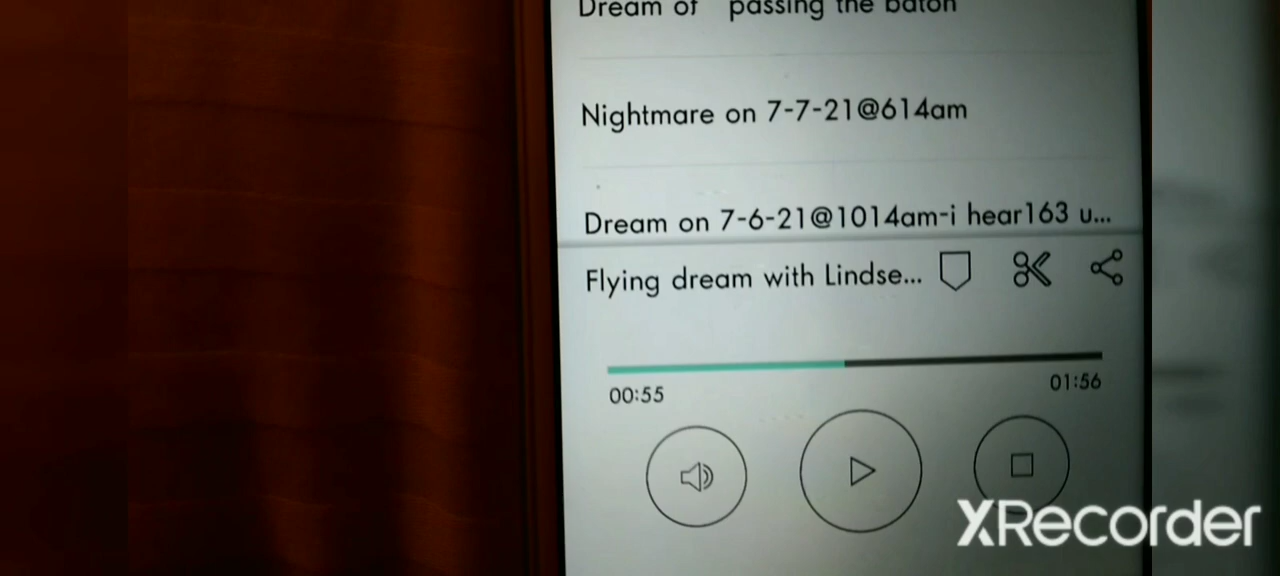 Dream of passing the baton
Nightmare on 7-7-21@614am
Dream on 7-6-21@1014am-i hear163 u...
Flying dream with Lindse...
00:55
01:56
XRecorder